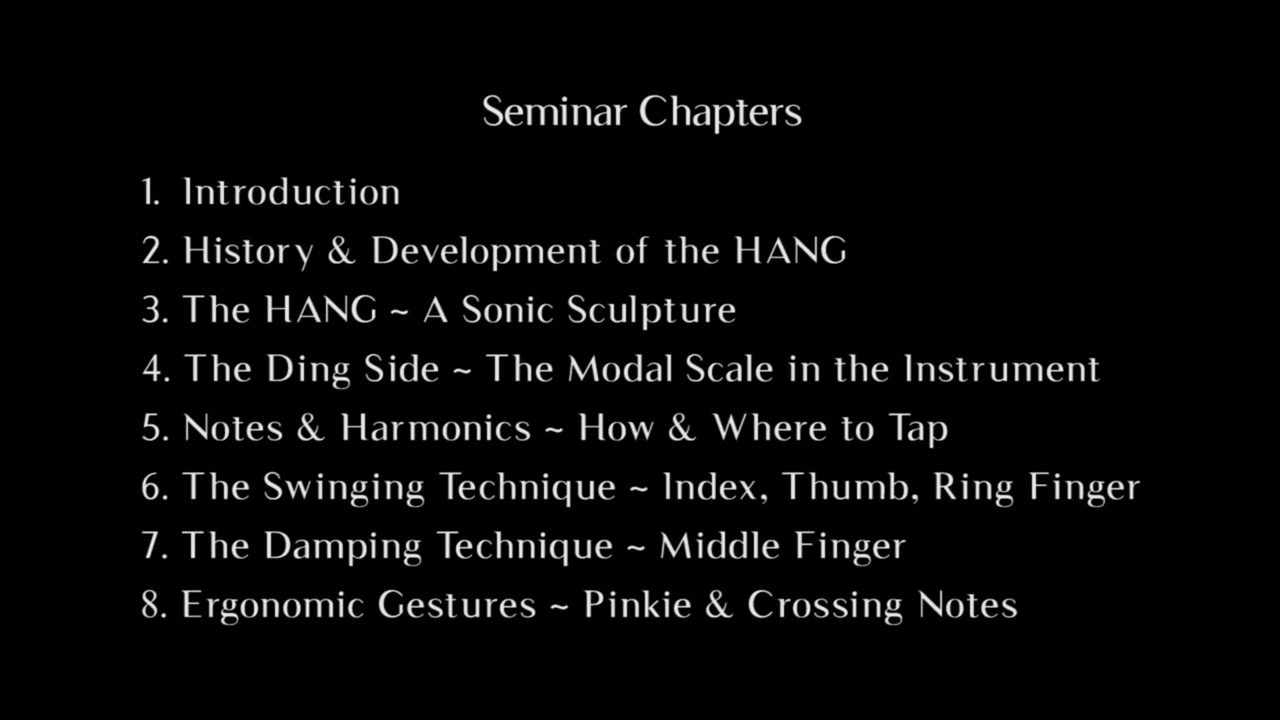 Seminar Chapters
1. Introduction
2. History & Development of the HANG
3. The HANG ~ A Sonic Sculpture
4. The Ding Side ~ The Modal Scale in the Instrument
5. Notes & Harmonics ~ How & Where to Tap
6. The Swinging Technique ~ Index, Thumb, Ring Finger
7. The Damping Technique ~ Middle Finger
8. Ergonomic Gestures ~ Pinkie & Crossing Notes